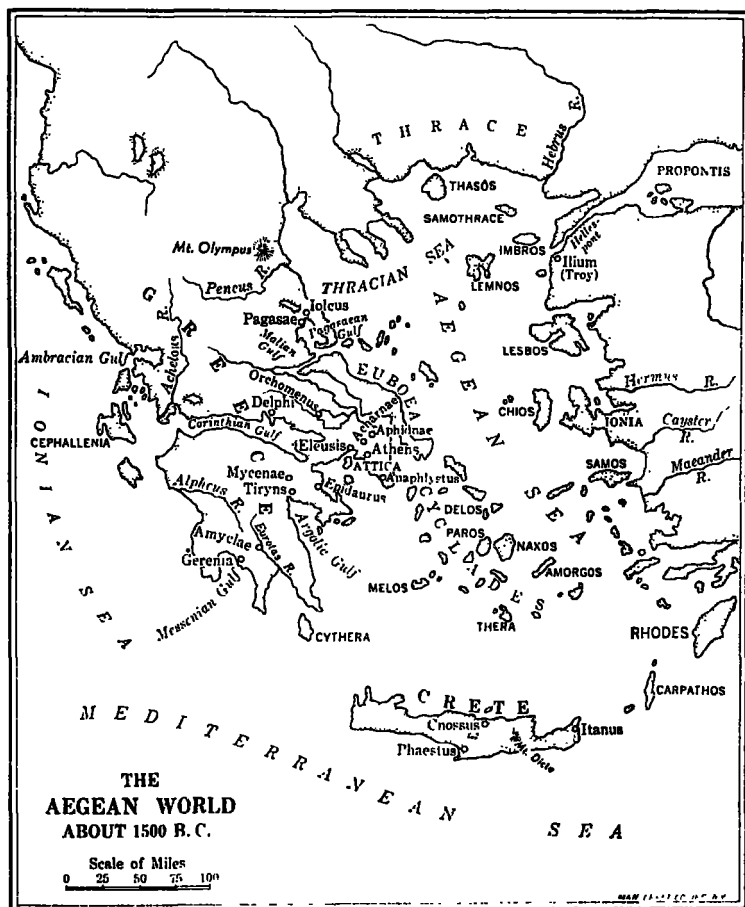 THRACE
Hebrus R.
PROPONTIS
THASOS
SAMOTHRACE
IMBROS
Hellespont
Mt. Olympus
THRACIAN SEA
Ilium
(Troy)
LEMNOS
Peneus R.
GREECE
Iolcus
Pagasae
Pagasaean Gulf
Malian Gulf
AEGEAN SEA
LESBOS
Ambracian Gulf
Achelous R.
EUBOEA
Orchomenus
Hermus R.
IONIAN SEA
Delphi
CHIOS
Corinthian Gulf
Acharnae
Aphidnae
IONIA
Cayster R.
CEPHALLENIA
Eleusis
Athens
ATTICA
SAMOS
Maeander R.
Mycenae
Anaphlystus
Alpheus R.
Tiryns
Epidaurus
DELOS
CYCLADES
PAROS
NAXOS
Amyclae
Eurotas R.
Argolic Gulf
Gerenia
AMORGOS
MELOS
Messenian Gulf
THERA
CYTHERA
RHODES
CARPATHOS
CRETE
MEDITERRANEAN SEA
Cnossus
Itanus
Phaestus
Mt. Dicte
THE
AEGEAN WORLD
ABOUT 1500 B.C.
Scale of Miles
0 25 50 75 100